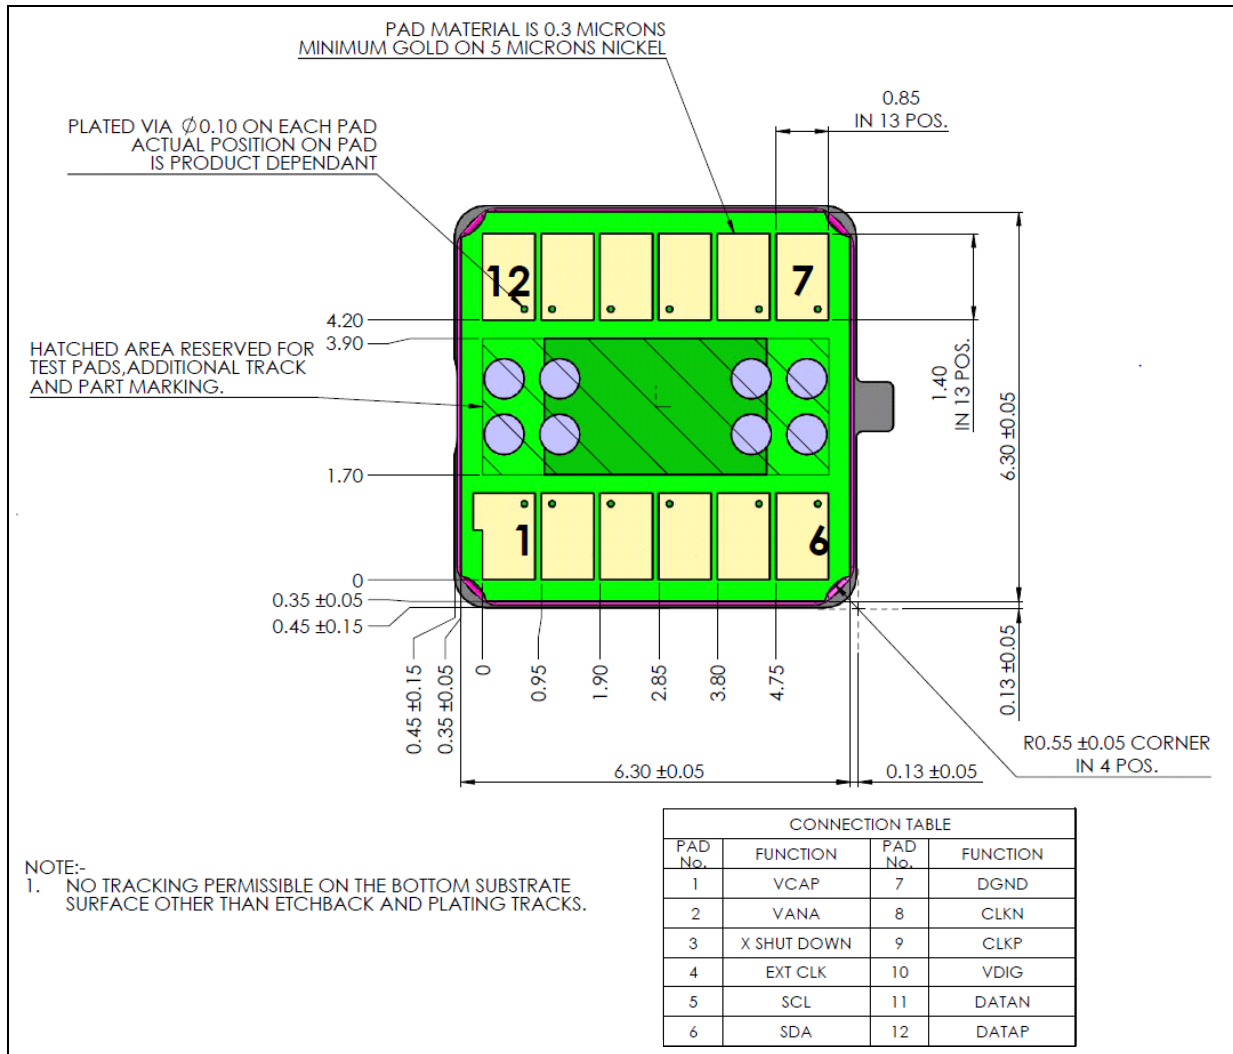 PAD MATERIAL IS 0.3 MICRONS
MINIMUM GOLD ON 5 MICRONS NICKEL
0.85
IN 13 POS.
PLATED VIA Ø0.10 ON EACH PAD
ACTUAL POSITION ON PAD
IS PRODUCT DEPENDANT
12
7
4.20
3.90
HATCHED AREA RESERVED FOR
TEST PADS,ADDITIONAL TRACK
AND PART MARKING.
1.40
IN 13 POS.
6.30 ±0.05
1.70
1
6
0
0.35 ±0.05
0.45 ±0.15
0.45 ±0.15
0.35 ±0.05
0
0.95
1.90
2.85
3.80
4.75
0.13 ±0.05
R0.55 ±0.05 CORNER
IN 4 POS.
6.30 ±0.05
0.13 ±0.05
CONNECTION TABLE
PAD No. FUNCTION PAD No. FUNCTION
1 VCAP 7 DGND
2 VANA 8 CLKN
3 X SHUT DOWN 9 CLKP
4 EXT CLK 10 VDIG
5 SCL 11 DATAN
6 SDA 12 DATAP
NOTE:-
1. NO TRACKING PERMISSIBLE ON THE BOTTOM SUBSTRATE
SURFACE OTHER THAN ETCHBACK AND PLATING TRACKS.